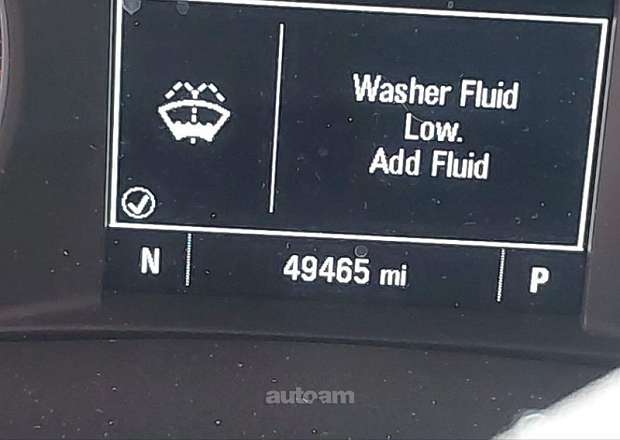 Washer Fluid
Low.
Add Fluid
N 49465 mi P
autoam